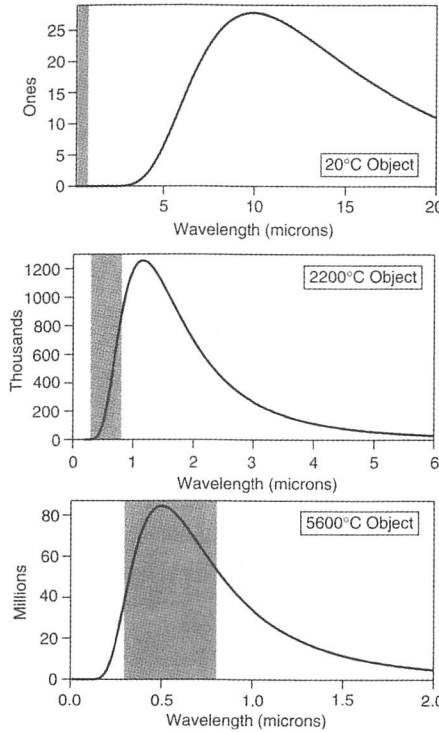 25
20
15
10
5
0
Ones
20°C Object
5 10 15 20
Wavelength (microns)
1200
1000
800
600
400
200
0
Thousands
2200°C Object
0 1 2 3 4 5 6
Wavelength (microns)
80
60
40
20
0
Millions
5600°C Object
0.0 0.5 1.0 1.5 2.0
Wavelength (microns)